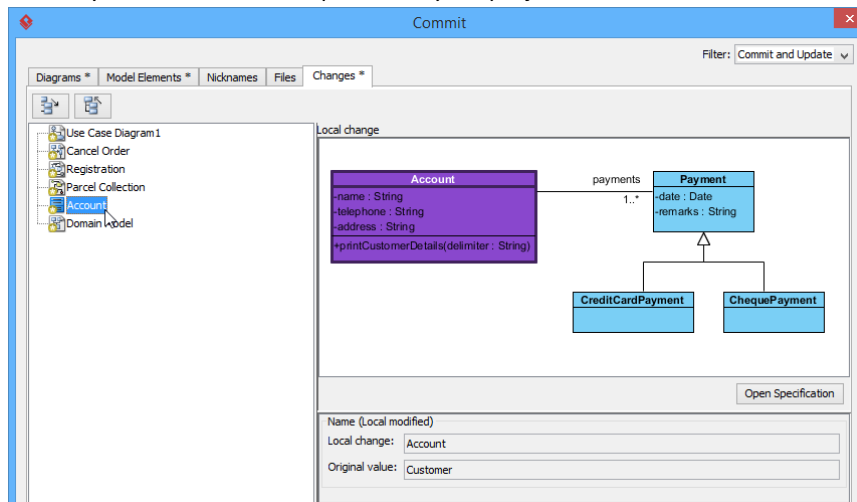 Commit
Filter: Commit and Update
Diagrams * Model Elements * Nicknames Files Changes *
Use Case Diagram1
Cancel Order
Registration
Parcel Collection
Account
Domain Model
Local change
Account
-name : String
-telephone : String
-address : String
+printCustomerDetails(delimiter : String)
payments
1..*
Payment
-date : Date
-remarks : String
CreditCardPayment
ChequePayment
Open Specification
Name (Local modified)
Local change: Account
Original value: Customer